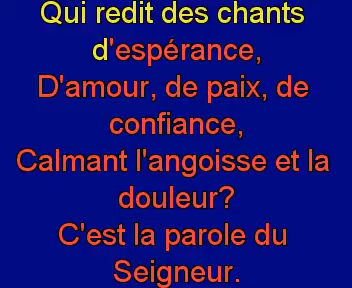 Qui redit des chants
d'espérance,
D'amour, de paix, de
confiance,
Calmant l'angoisse et la
douleur?
C'est la parole du
Seigneur.